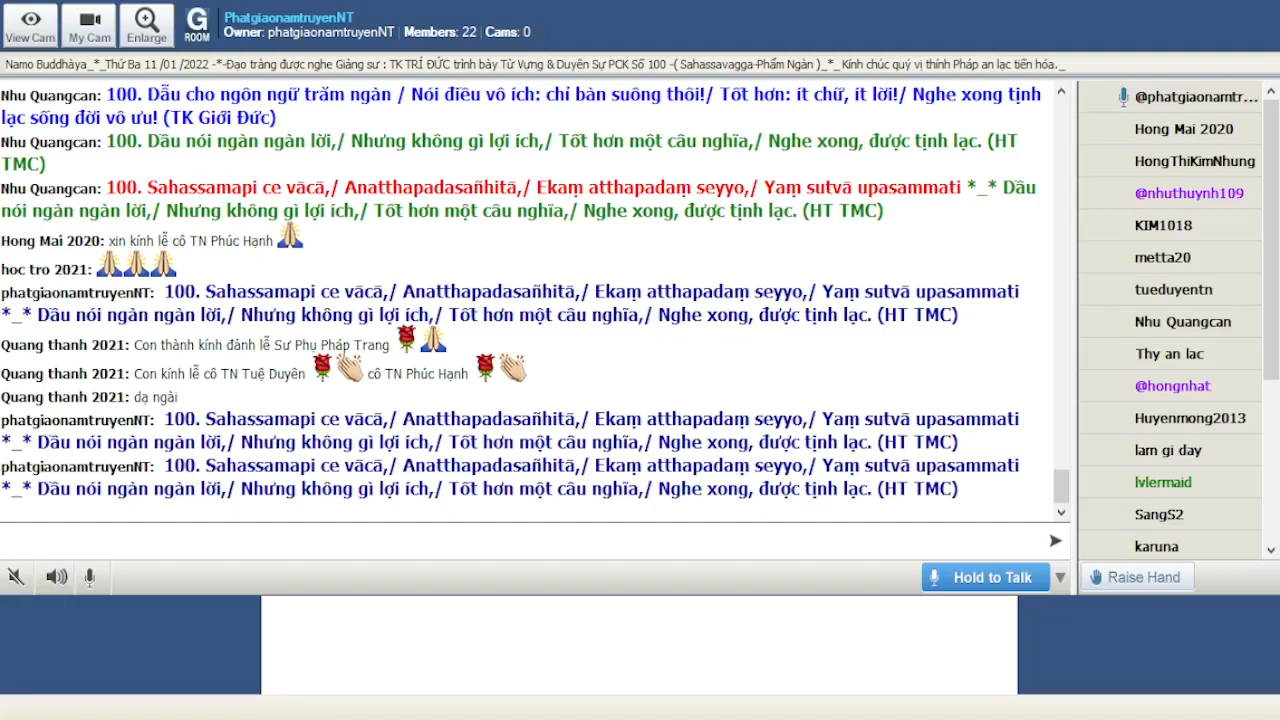 View Cam
My Cam
Enlarge
G
ROOM
PhatgiaonamtruyenNT
Owner: phatgiaonamtruyenNT | Members: 22 | Cams: 0
Namo Buddhàya_*_Thứ Ba 11 /01 /2022 -*-Đạo tràng được nghe Giảng sư : TK TRÍ ĐỨC trình bày Từ Vựng & Duyên Sự PCK Số 100 -( Sahassavagga-Phẩm Ngàn )_*_ Kính chúc quý vị thính Pháp an lạc tiến hóa._
Nhu Quangcan: 100. Dẫu cho ngôn ngữ trăm ngàn / Nói điều vô ích: chỉ bàn suông thôi!/ Tốt hơn: ít chữ, ít lời!/ Nghe xong tịnh
lạc sống đời vô ưu! (TK Giới Đức)
Nhu Quangcan: 100. Dầu nói ngàn ngàn lời,/ Nhưng không gì lợi ích,/ Tốt hơn một câu nghĩa,/ Nghe xong, được tịnh lạc. (HT
TMC)
Nhu Quangcan: 100. Sahassamapi ce vācā,/ Anatthapadasañhitā,/ Ekaṃ atthapadaṃ seyyo,/ Yaṃ sutvā upasammati *_* Dầu
nói ngàn ngàn lời,/ Nhưng không gì lợi ích,/ Tốt hơn một câu nghĩa,/ Nghe xong, được tịnh lạc. (HT TMC)
Hong Mai 2020: xin kính lễ cô TN Phúc Hạnh
hoc tro 2021:
phatgiaonamtruyenNT: 100. Sahassamapi ce vācā,/ Anatthapadasañhitā,/ Ekaṃ atthapadaṃ seyyo,/ Yaṃ sutvā upasammati
*_* Dầu nói ngàn ngàn lời,/ Nhưng không gì lợi ích,/ Tốt hơn một câu nghĩa,/ Nghe xong, được tịnh lạc. (HT TMC)
Quang thanh 2021: Con thành kính đảnh lễ Sư Phụ Pháp Trang
Quang thanh 2021: Con kính lễ cô TN Tuệ Duyên cô TN Phúc Hạnh
Quang thanh 2021: dạ ngài
phatgiaonamtruyenNT: 100. Sahassamapi ce vācā,/ Anatthapadasañhitā,/ Ekaṃ atthapadaṃ seyyo,/ Yaṃ sutvā upasammati
*_* Dầu nói ngàn ngàn lời,/ Nhưng không gì lợi ích,/ Tốt hơn một câu nghĩa,/ Nghe xong, được tịnh lạc. (HT TMC)
phatgiaonamtruyenNT: 100. Sahassamapi ce vācā,/ Anatthapadasañhitā,/ Ekaṃ atthapadaṃ seyyo,/ Yaṃ sutvā upasammati
*_* Dầu nói ngàn ngàn lời,/ Nhưng không gì lợi ích,/ Tốt hơn một câu nghĩa,/ Nghe xong, được tịnh lạc. (HT TMC)
@phatgiaonamtr...
Hong Mai 2020
HongThiKimNhung
@nhuthuynh109
KIM1018
metta20
tueduyentn
Nhu Quangcan
Thy an lac
@hongnhat
Huyenmong2013
lam gi day
lvlermaid
SangS2
karuna
Hold to Talk
Raise Hand